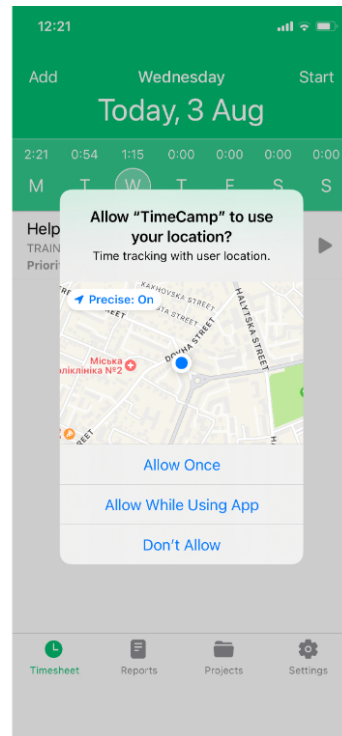 12:21
Add Wednesday Start
Today, 3 Aug
2:21 0:54 1:15 0:00 0:00 0:00 0:00
M T W T F S S
Help
TRAIN
Priori
Allow “TimeCamp” to use
your location?
Time tracking with user location.
Precise: On
STREET
HALYTSKA STREET
DOVHA STREET
Міська
поліклініка №2
STREET
Allow Once
Allow While Using App
Don’t Allow
Timesheet Reports Projects Settings